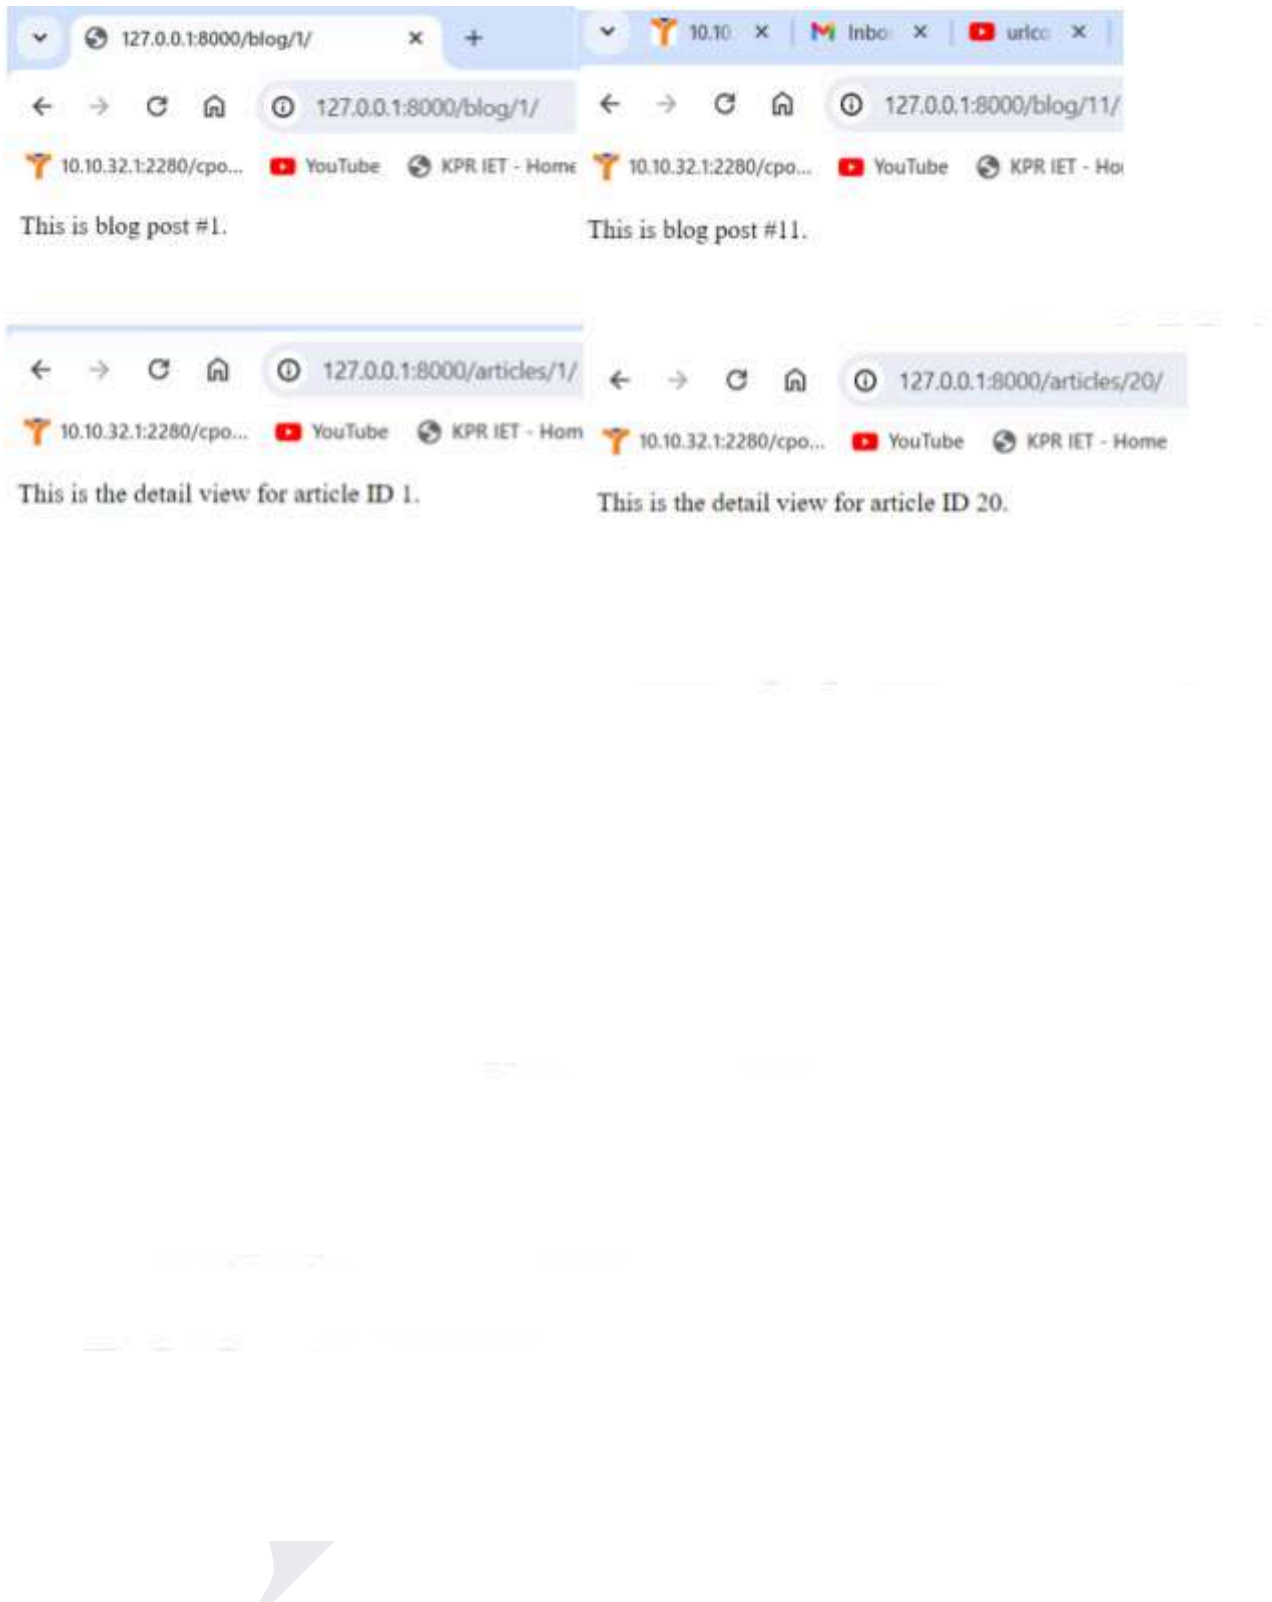 127.0.0.1:8000/blog/1/
127.0.0.1:8000/blog/1/
10.10.32.1:2280/cpo... YouTube KPR IET - Home
This is blog post #1.
10.10 Inbo urlco
127.0.0.1:8000/blog/11/
10.10.32.1:2280/cpo... YouTube KPR IET - Ho
This is blog post #11.
127.0.0.1:8000/articles/1/
10.10.32.1:2280/cpo... YouTube KPR IET - Hom
This is the detail view for article ID 1.
127.0.0.1:8000/articles/20/
10.10.32.1:2280/cpo... YouTube KPR IET - Home
This is the detail view for article ID 20.